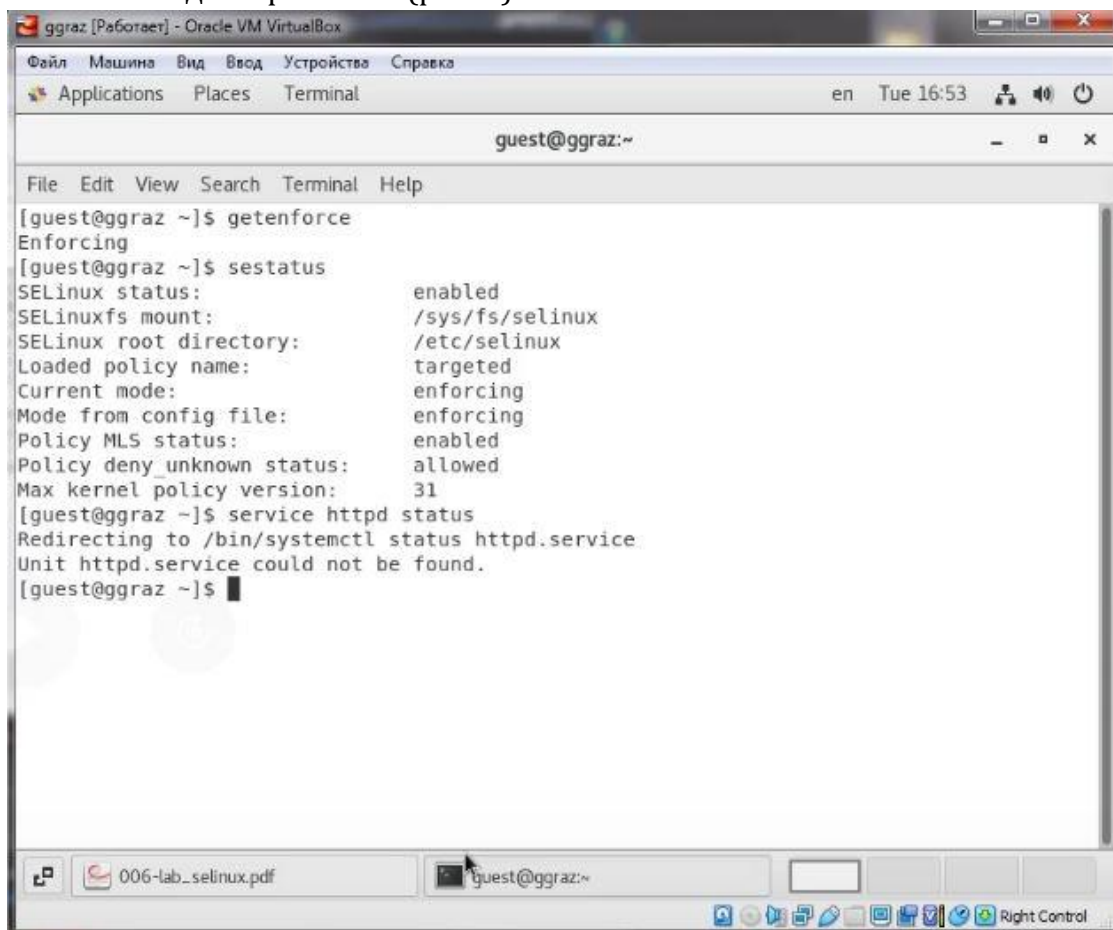 ggraz [Работает] - Oracle VM VirtualBox
Файл Машина Вид Ввод Устройства Справка
Applications Places Terminal en Tue 16:53
guest@ggraz:~
File Edit View Search Terminal Help
[guest@ggraz ~]$ getenforce
Enforcing
[guest@ggraz ~]$ sestatus
SELinux status: enabled
SELinuxfs mount: /sys/fs/selinux
SELinux root directory: /etc/selinux
Loaded policy name: targeted
Current mode: enforcing
Mode from config file: enforcing
Policy MLS status: enabled
Policy deny_unknown status: allowed
Max kernel policy version: 31
[guest@ggraz ~]$ service httpd status
Redirecting to /bin/systemctl status httpd.service
Unit httpd.service could not be found.
[guest@ggraz ~]$
006-lab_selinux.pdf guest@ggraz:~
Right Control